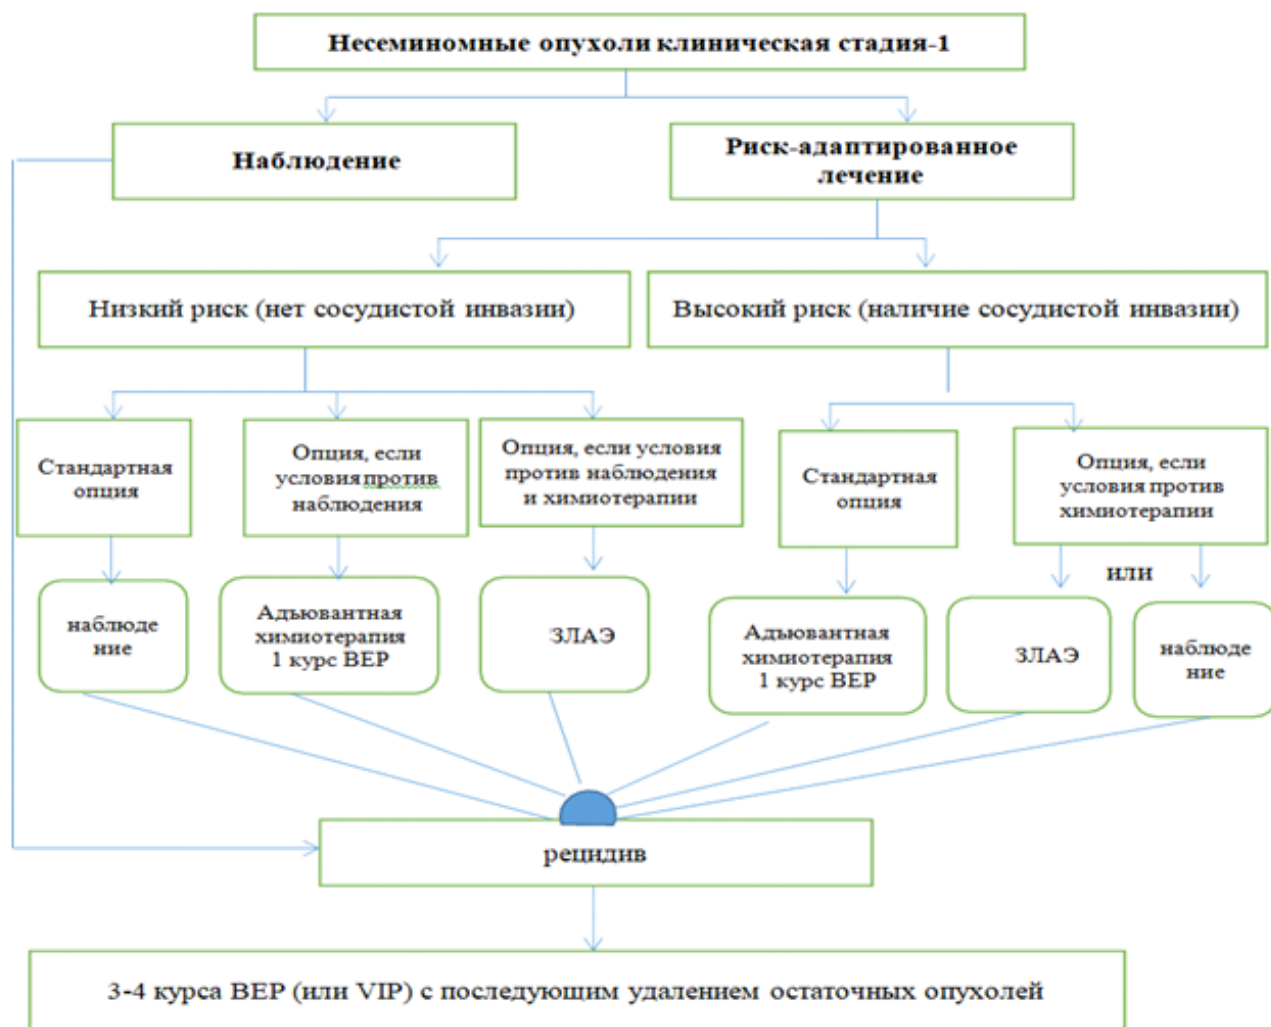 Несеминомные опухоли клиническая стадия-1
Наблюдение
Риск-адаптированное
лечение
Низкий риск (нет сосудистой инвазии)
Высокий риск (наличие сосудистой инвазии)
Стандартная
опция
Опция, если
условия против
наблюдения
Опция, если условия
против наблюдения
и химиотерапии
Стандартная
опция
Опция, если
условия против
химиотерапии
или
наблюде
ние
Адъювантная
химиотерапия
1 курс ВЕР
ЗЛАЭ
Адъювантная
химиотерапия
1 курс ВЕР
ЗЛАЭ
наблюде
ние
рецидив
3-4 курса ВЕР (или VIP) с последующим удалением остаточных опухолей